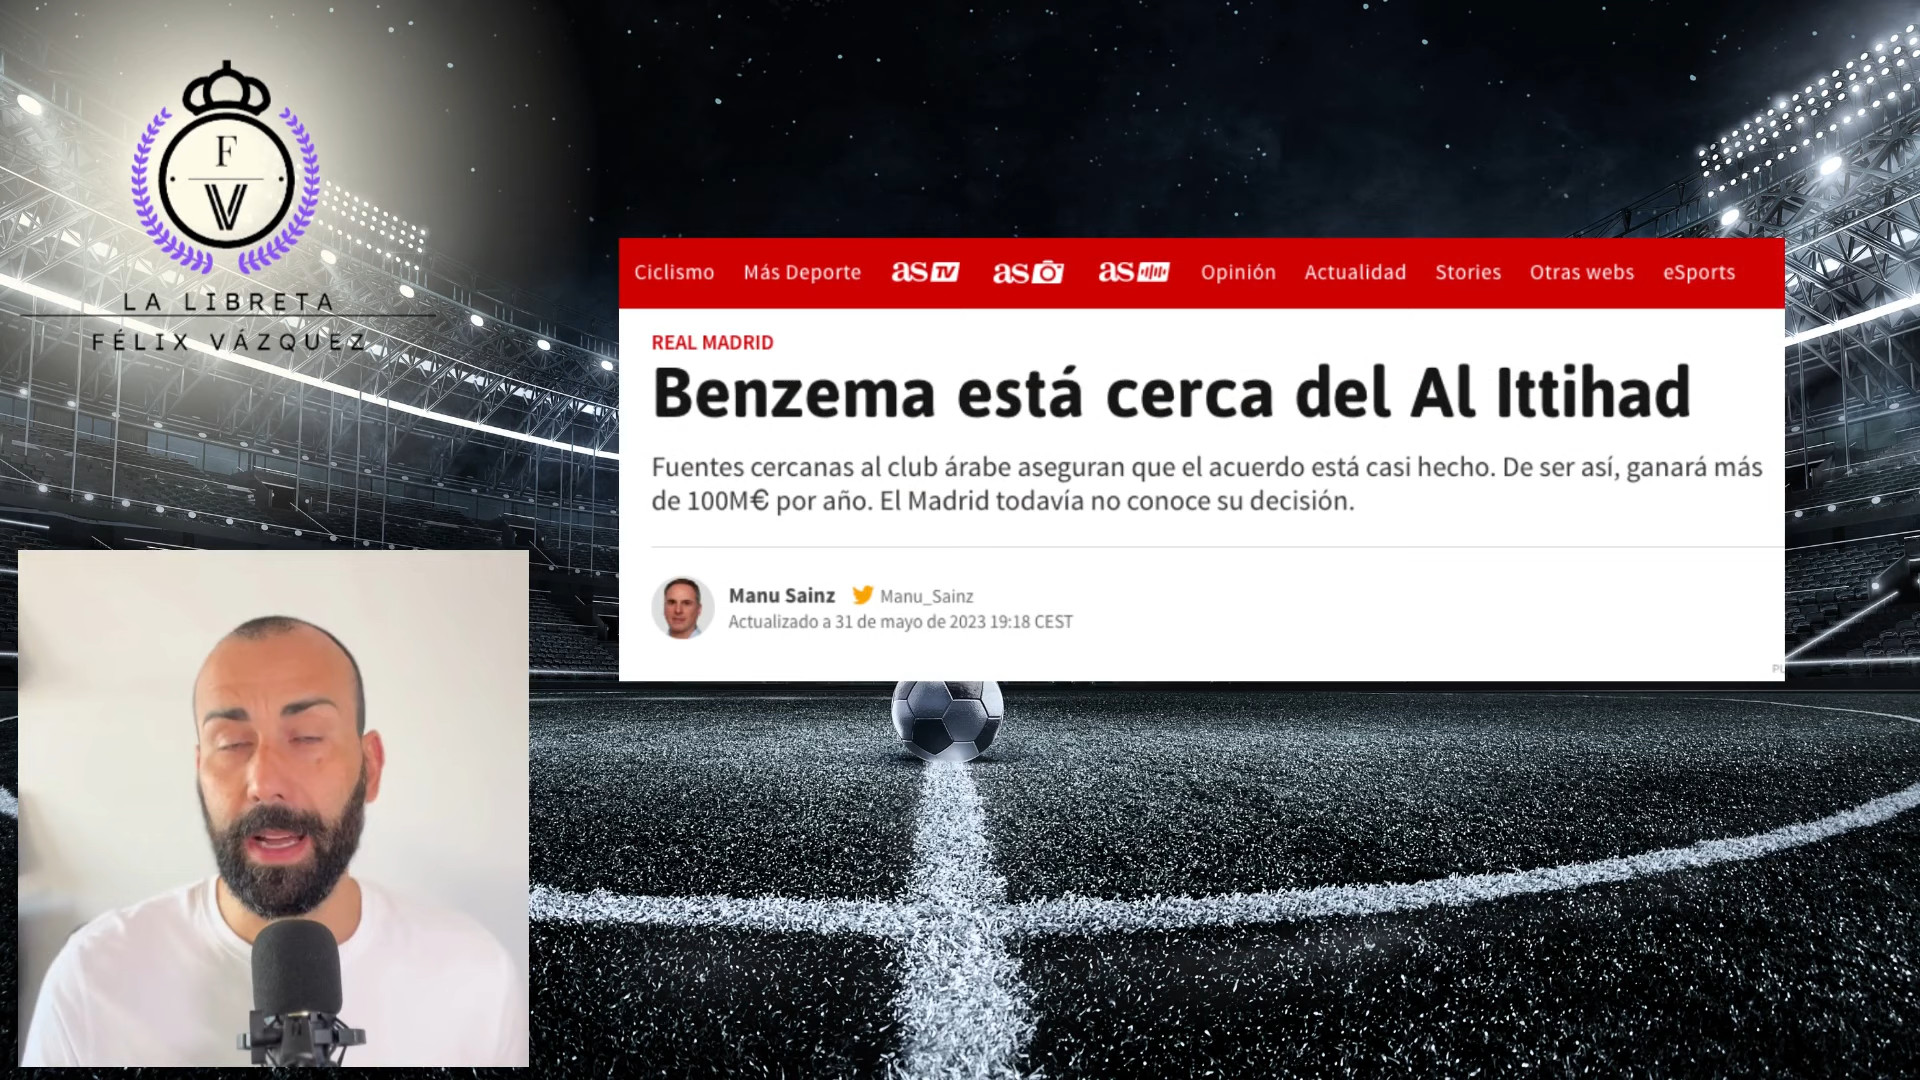 F
V
LA LIBRETA
FÉLIX VÁZQUEZ
Ciclismo Más Deporte as TV as as Opinión Actualidad Stories Otras webs eSports
REAL MADRID
Benzema está cerca del Al Ittihad
Fuentes cercanas al club árabe aseguran que el acuerdo está casi hecho. De ser así, ganará más
de 100M€ por año. El Madrid todavía no conoce su decisión.
Manu Sainz Manu_Sainz
Actualizado a 31 de mayo de 2023 19:18 CEST